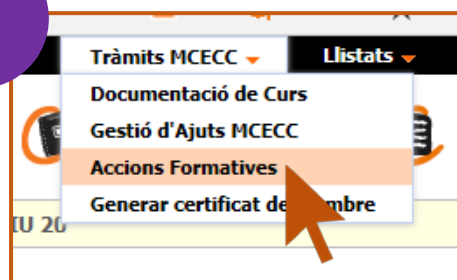 Tràmits MCECC Llistats
Documentació de Curs
Gestió d'Ajuts MCECC
Accions Formatives
Generar certificat de
IU 20